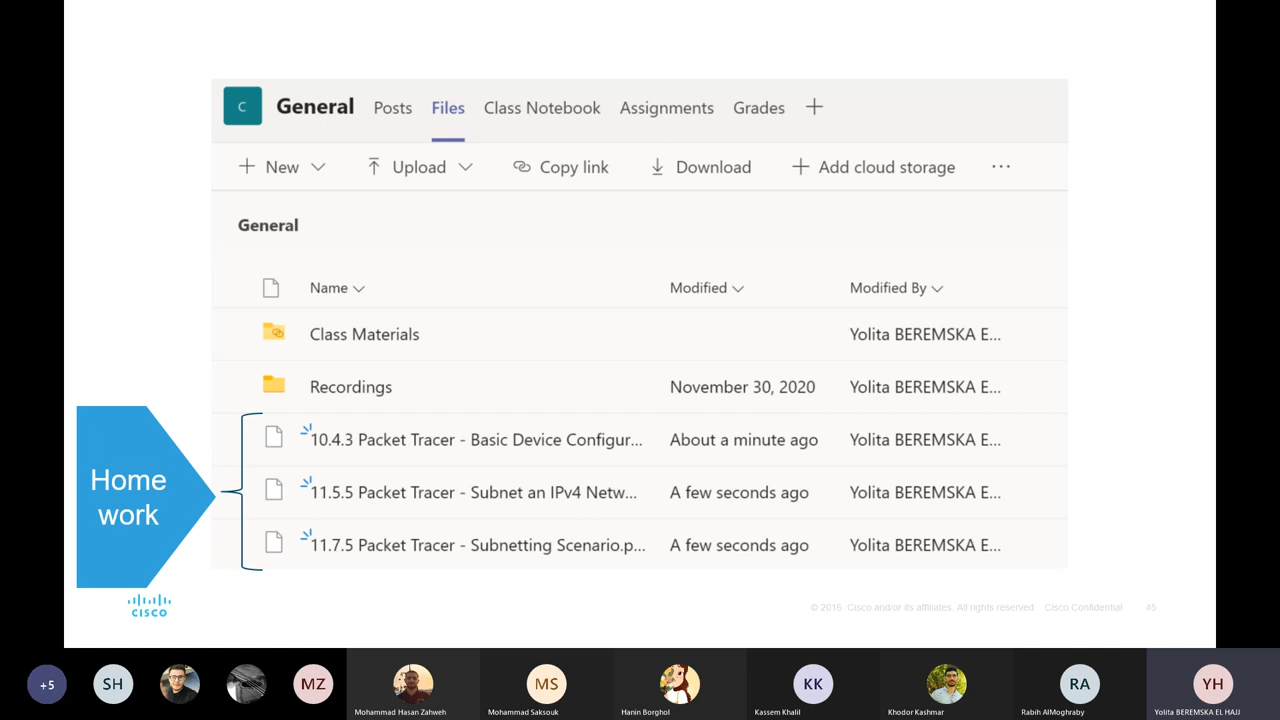 C General Posts Files Class Notebook Assignments Grades
New Upload Copy link Download Add cloud storage ...
General
Name Modified Modified By
Class Materials Yolita BEREMSKA E...
Recordings November 30, 2020 Yolita BEREMSKA E...
10.4.3 Packet Tracer - Basic Device Configur... About a minute ago Yolita BEREMSKA E...
11.5.5 Packet Tracer - Subnet an IPv4 Netw... A few seconds ago Yolita BEREMSKA E...
11.7.5 Packet Tracer - Subnetting Scenario.p... A few seconds ago Yolita BEREMSKA E...
Home
work
CISCO
© 2016 Cisco and/or its affiliates. All rights reserved. Cisco Confidential 45
+5 SH MZ MS KK RA YH
Mohammad Hasan Zahweh Mohammad Saksouk Hanin Borghol Kassem Khalil Khodor Kashmar Rabih AlMoghraby Yolita BEREMSKA EL HAJJ